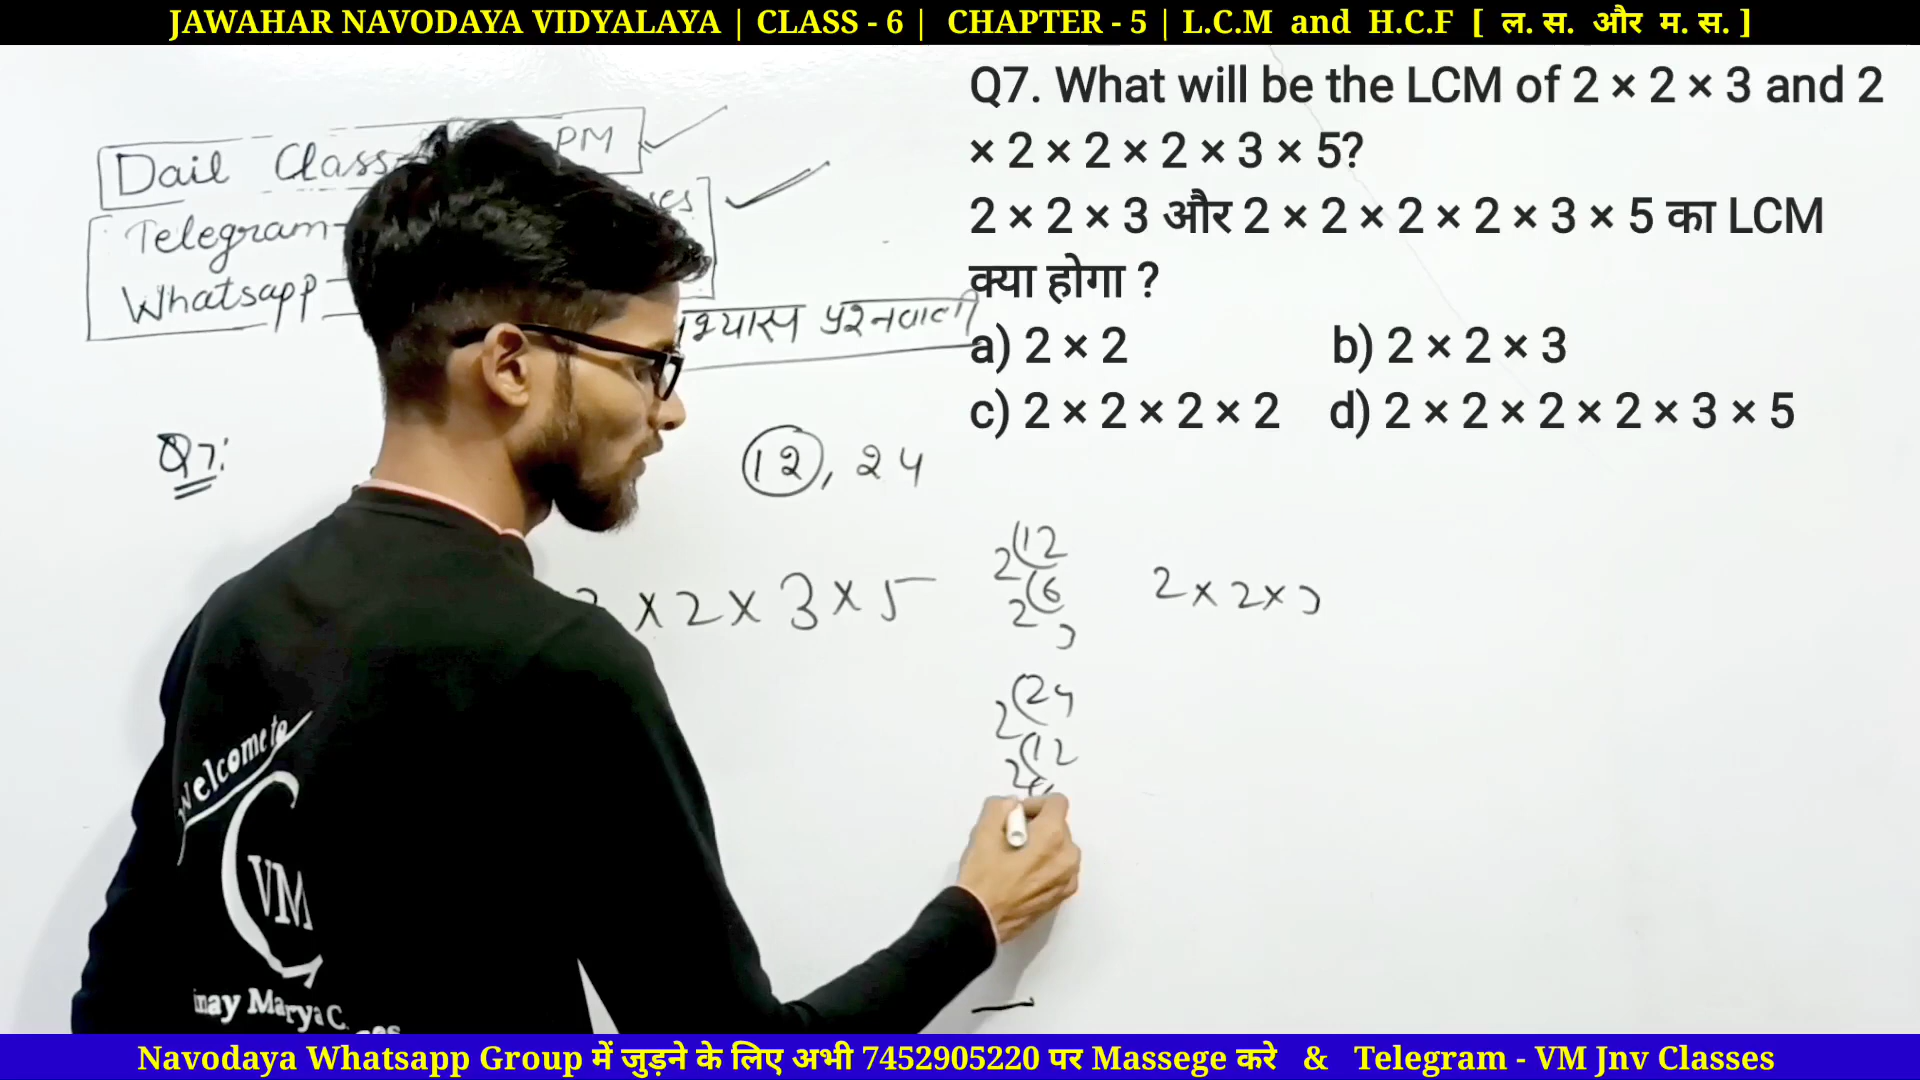 JAWAHAR NAVODAYA VIDYALAYA | CLASS - 6 | CHAPTER - 5 | L.C.M and H.C.F [ ल. स. और म. स. ]
Q7. What will be the LCM of 2 × 2 × 3 and 2
× 2 × 2 × 2 × 3 × 5?
2 × 2 × 3 और 2 × 2 × 2 × 2 × 3 × 5 का LCM
क्या होगा ?
a) 2 × 2 b) 2 × 2 × 3
c) 2 × 2 × 2 × 2 d) 2 × 2 × 2 × 2 × 3 × 5
Dail Class PM
Telegram-
Whatsapp
प्रश्नवाली
Q7:
12, 24
× 2 × 3 × 5
2(12
2(6
3
2 × 2 × 3
2(24
2(12
Welcome to
VM
Navodaya Whatsapp Group में जुड़ने के लिए अभी 7452905220 पर Massege करे & Telegram - VM Jnv Classes